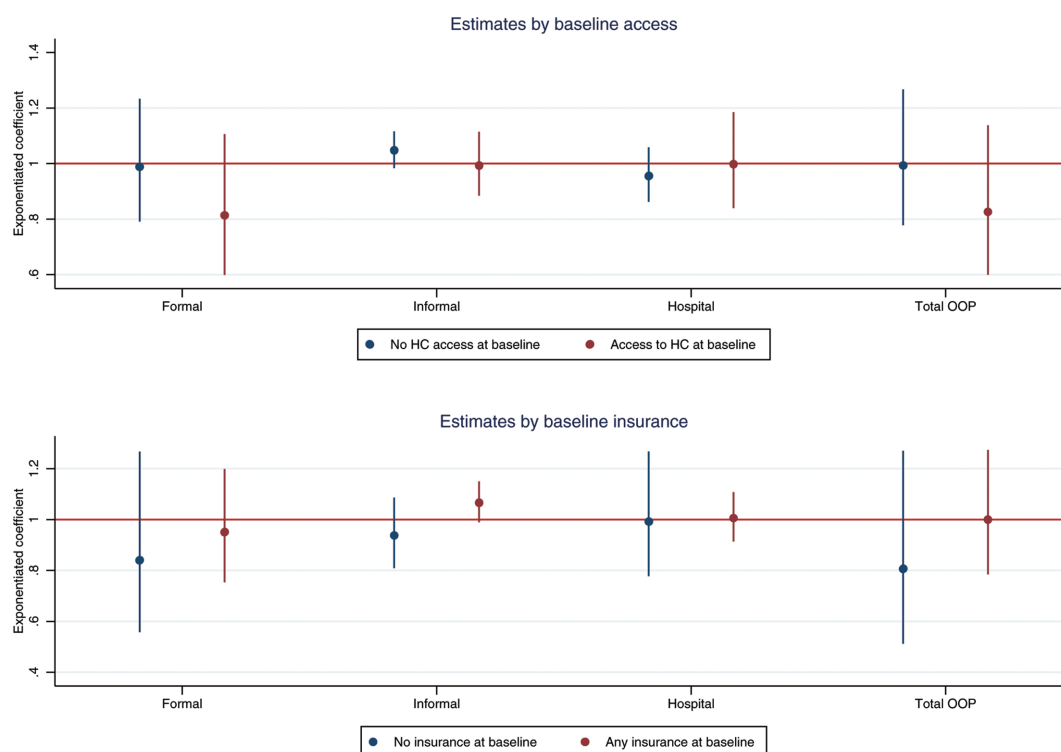 Estimates by baseline access
Exponentiated coefficient
1.4
1.2
1
.8
.6
Formal
Informal
Hospital
Total OOP
No HC access at baseline
Access to HC at baseline
Estimates by baseline insurance
Exponentiated coefficient
1.2
1
.8
.6
.4
Formal
Informal
Hospital
Total OOP
No insurance at baseline
Any insurance at baseline